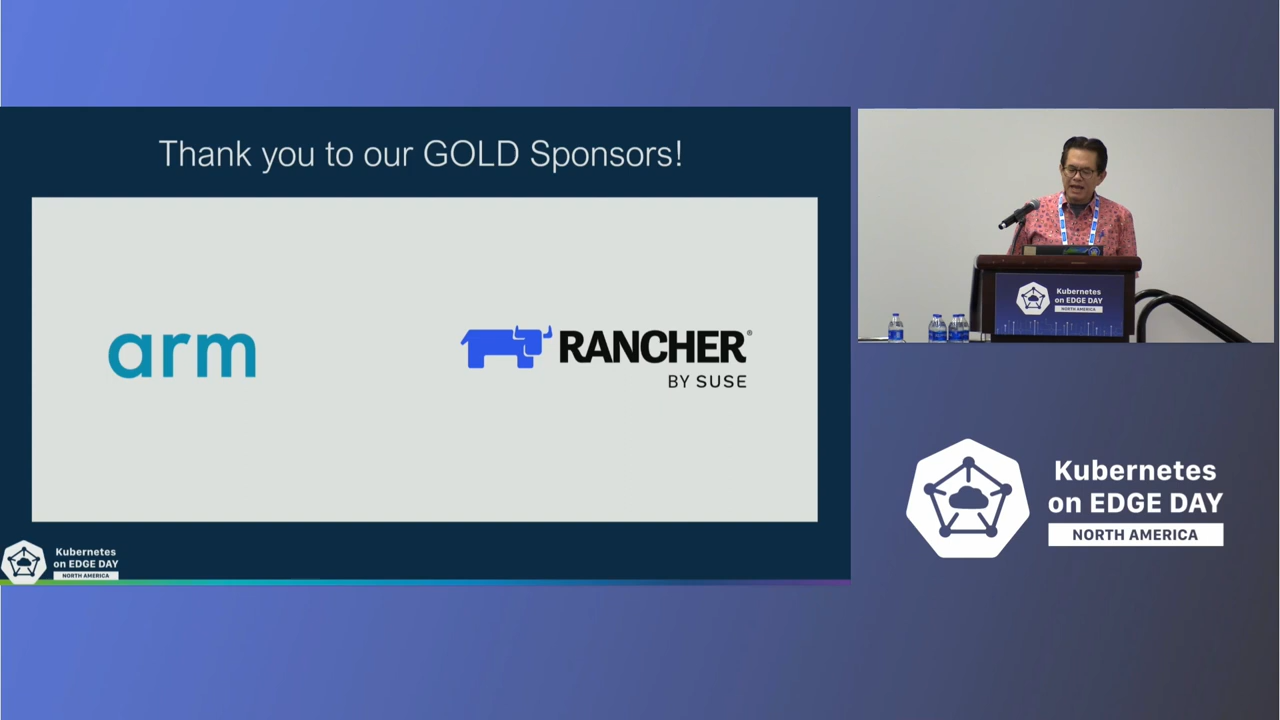 Thank you to our GOLD Sponsors!
arm
RANCHER®
BY SUSE
Kubernetes
on EDGE DAY
NORTH AMERICA
Kubernetes
on EDGE DAY
NORTH AMERICA
Kubernetes
on EDGE DAY
NORTH AMERICA